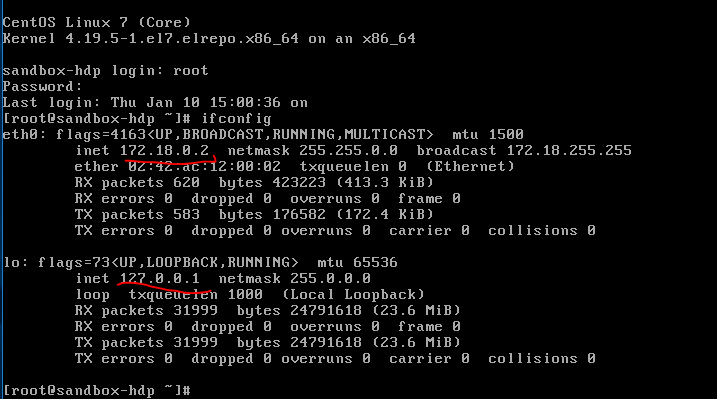 CentOS Linux 7 (Core)
Kernel 4.19.5-1.el7.elrepo.x86_64 on an x86_64
sandbox-hdp login: root
Password:
Last login: Thu Jan 10 15:00:36 on
[root@sandbox-hdp ~]# ifconfig
eth0: flags=4163<UP,BROADCAST,RUNNING,MULTICAST>  mtu 1500
        inet 172.18.0.2  netmask 255.255.0.0  broadcast 172.18.255.255
        ether 02:42:ac:12:00:02  txqueuelen 0  (Ethernet)
        RX packets 620  bytes 423223 (413.3 KiB)
        RX errors 0  dropped 0  overruns 0  frame 0
        TX packets 583  bytes 176582 (172.4 KiB)
        TX errors 0  dropped 0 overruns 0  carrier 0  collisions 0
lo: flags=73<UP,LOOPBACK,RUNNING>  mtu 65536
        inet 127.0.0.1  netmask 255.0.0.0
        loop  txqueuelen 1000  (Local Loopback)
        RX packets 31999  bytes 24791618 (23.6 MiB)
        RX errors 0  dropped 0  overruns 0  frame 0
        TX packets 31999  bytes 24791618 (23.6 MiB)
        TX errors 0  dropped 0 overruns 0  carrier 0  collisions 0
[root@sandbox-hdp ~]#